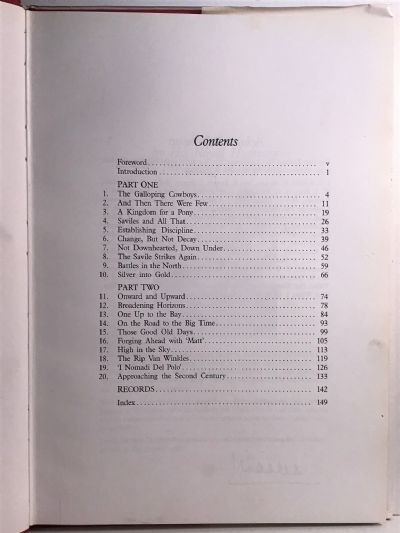 Contents
Foreword.................... v
Introduction.................... 1
PART ONE
1. The Galloping Cowboys.................... 4
2. And Then There Were Few.................... 11
3. A Kingdom for a Pony.................... 19
4. Saviles and All That.................... 26
5. Establishing Discipline.................... 33
6. Change, But Not Decay.................... 39
7. Not Downhearted, Down Under.................... 46
8. The Savile Strikes Again.................... 52
9. Battles in the North.................... 59
10. Silver into Gold.................... 66
PART TWO
11. Onward and Upward.................... 74
12. Broadening Horizons.................... 78
13. One Up to the Bay.................... 84
14. On the Road to the Big Time.................... 93
15. Those Good Old Days.................... 99
16. Forging Ahead with 'Matt'.................... 105
17. High in the Sky.................... 113
18. The Rip Van Winkles.................... 119
19. 'I Nomadi Del Polo'.................... 126
20. Approaching the Second Century.................... 133
RECORDS.................... 142
Index.................... 149